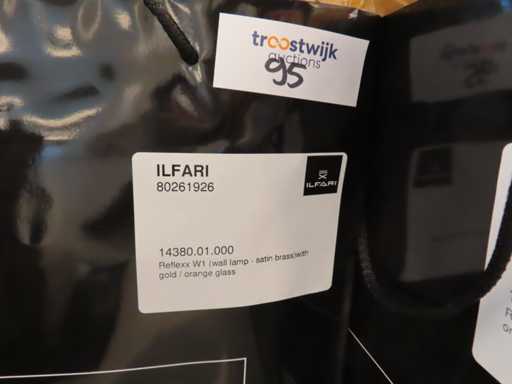 troostwijk
auctions
95
ILFARI
80261926
ILFARI
14380.01.000
Reflexx W1 (wall lamp - satin brass)with
gold / orange glass